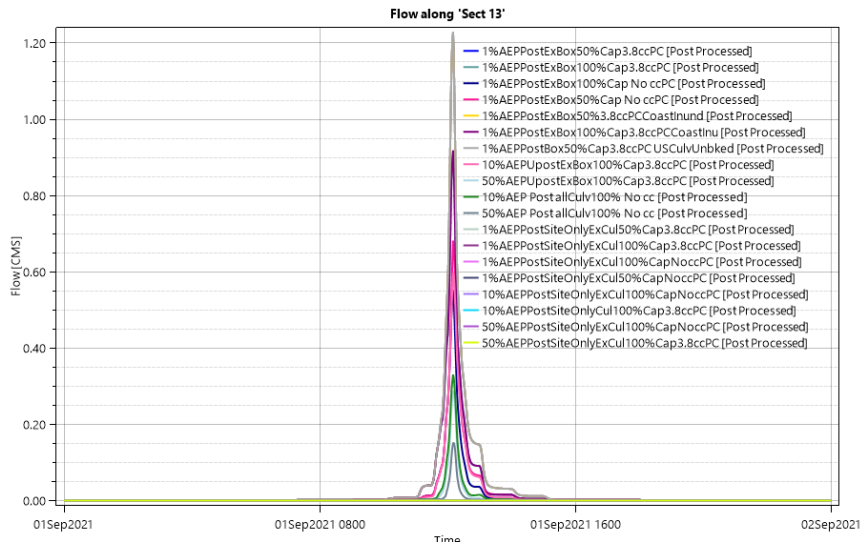 Flow along 'Sect 13'
1.20
1.00
0.80
0.60
0.40
0.20
0.00
Flow [CMS]
1%AEPPostExBox50%Cap3.8ccPC [Post Processed]
1%AEPPostExBox100%Cap3.8ccPC [Post Processed]
1%AEPPostExBox100%Cap No ccPC [Post Processed]
1%AEPPostExBox50%Cap No ccPC [Post Processed]
1%AEPPostExBox50%3.8ccPCCoastInund [Post Processed]
1%AEPPostExBox100%Cap3.8ccPCCoastInu [Post Processed]
1%AEPPostBox50%Cap3.8ccPC USCulvUnbked [Post Processed]
10%AEPUpostExBox100%Cap3.8ccPC [Post Processed]
50%AEPUpostExBox100%Cap3.8ccPC [Post Processed]
10%AEP PostallCulv100% No cc [Post Processed]
50%AEP PostallCulv100% No cc [Post Processed]
1%AEPPostSiteOnlyExCul50%Cap3.8ccPC [Post Processed]
1%AEPPostSiteOnlyExCul100%Cap3.8ccPC [Post Processed]
1%AEPPostSiteOnlyExCul100%CapNoccPC [Post Processed]
1%AEPPostSiteOnlyExCul50%CapNoccPC [Post Processed]
10%AEPPostSiteOnlyExCul100%CapNoccPC [Post Processed]
10%AEPPostSiteOnlyCul100%Cap3.8ccPC [Post Processed]
50%AEPPostSiteOnlyExCul100%CapNoccPC [Post Processed]
50%AEPPostSiteOnlyExCul100%Cap3.8ccPC [Post Processed]
01Sep2021
01Sep2021 0800
01Sep2021 1600
02Sep2021
Time